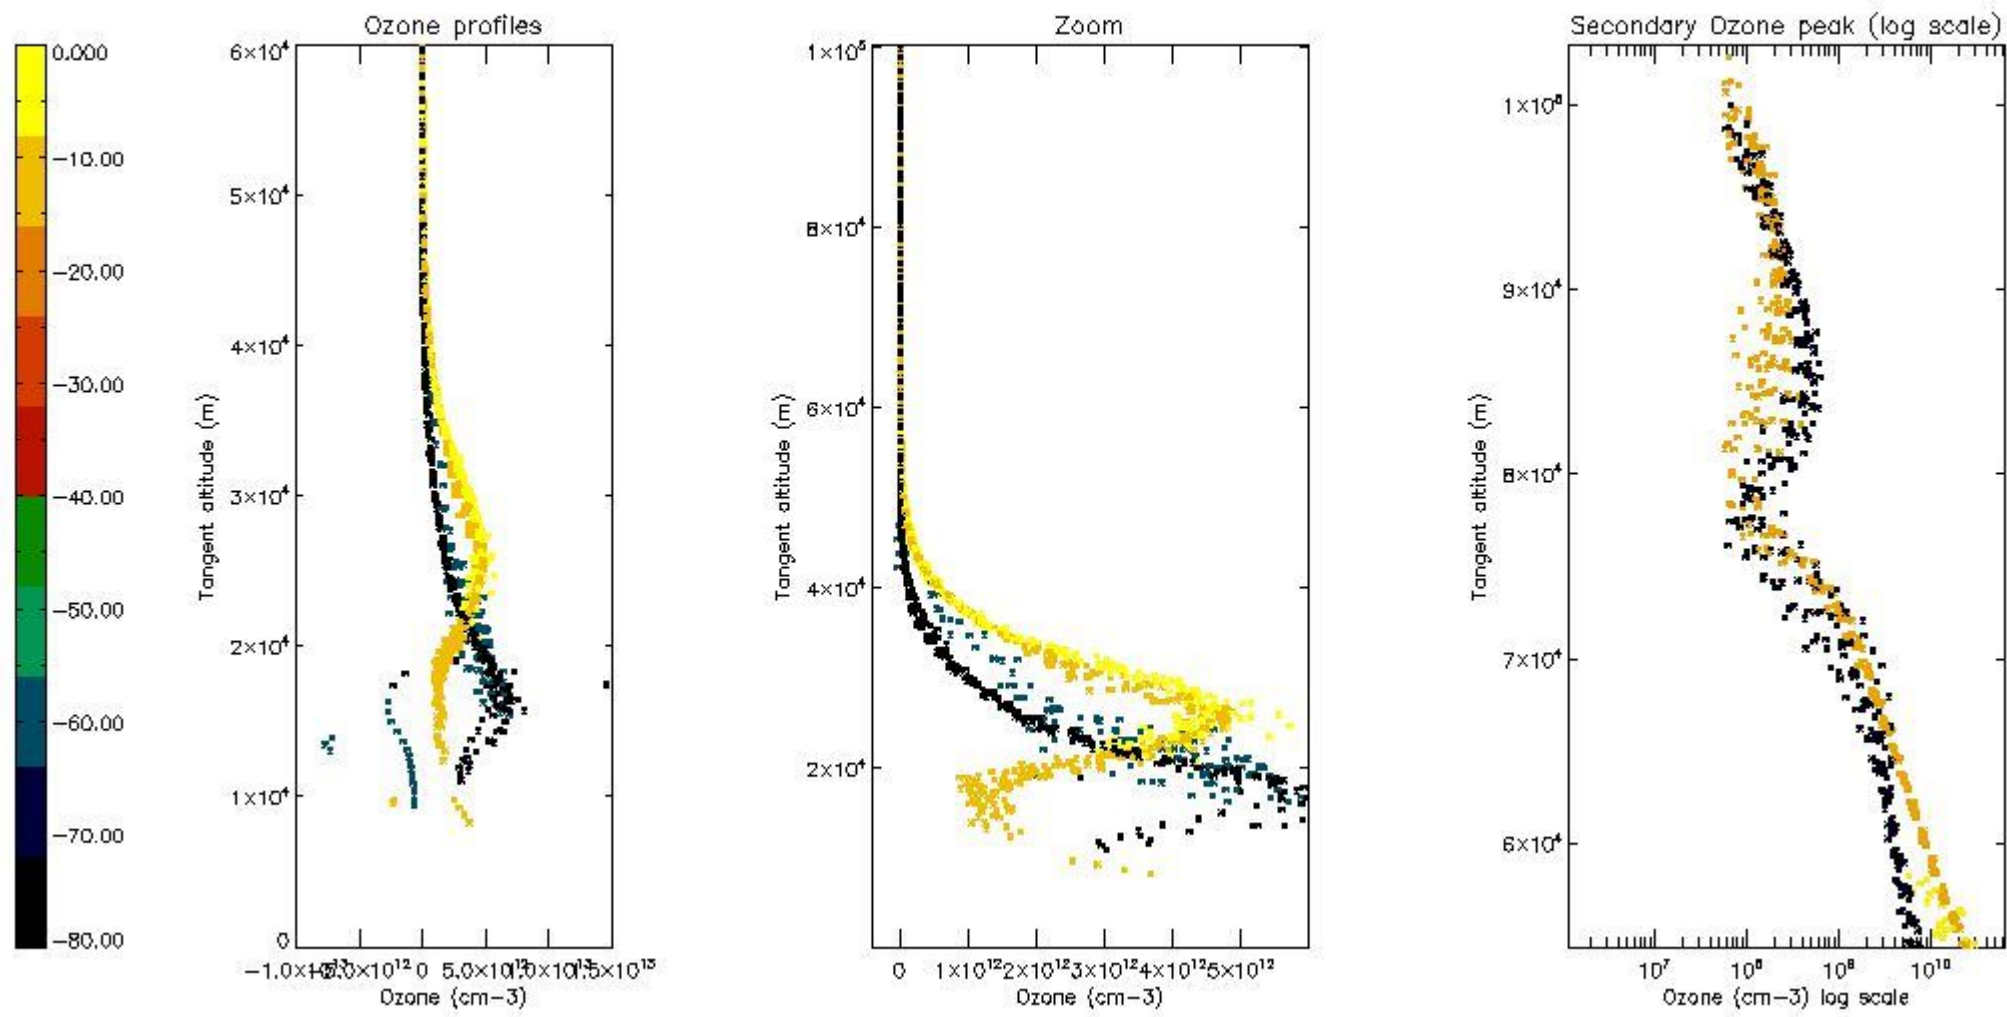 Ozone profiles
Zoom
Secondary Ozone peak (log scale)
0.000
−10.00
−20.00
−30.00
−40.00
−50.00
−60.00
−70.00
−80.00
6×10⁴
5×10⁴
4×10⁴
3×10⁴
2×10⁴
1×10⁴
0
Tangent altitude (m)
0
Ozone (cm−3)
1×10⁵
8×10⁴
6×10⁴
4×10⁴
2×10⁴
Tangent altitude (m)
0 1×10¹² 2×10¹² 3×10¹² 4×10¹² 5×10¹²
Ozone (cm−3)
9×10⁴
8×10⁴
7×10⁴
6×10⁴
Tangent altitude (m)
10⁷ 10⁸ 10⁹ 10¹⁰
Ozone (cm−3) log scale